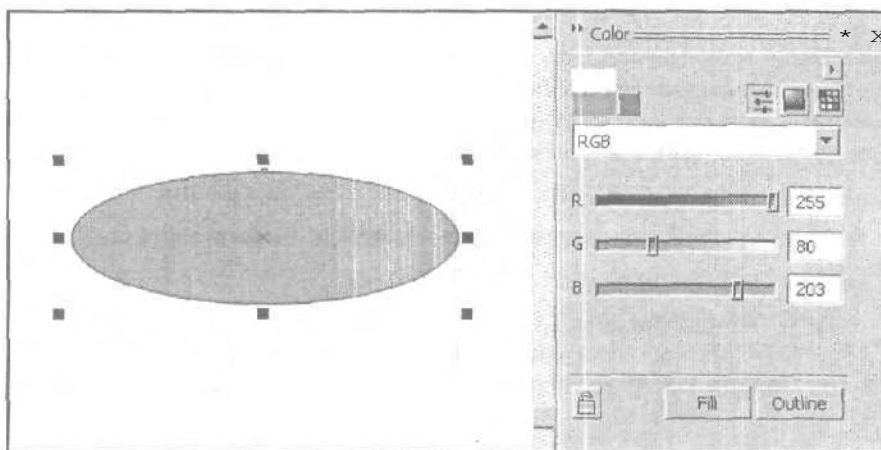 Color
RGB
R 255
G 80
B 203
Fill Outline